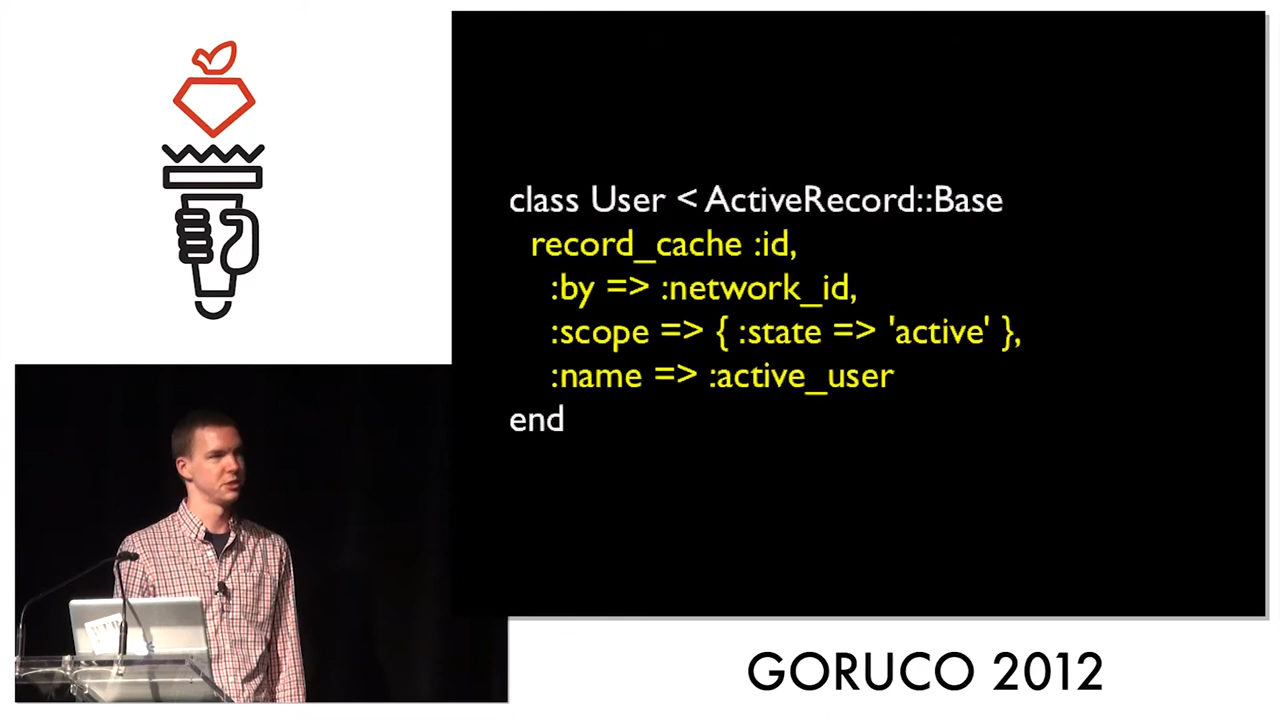 class User < ActiveRecord::Base
record_cache :id,
:by => :network_id,
:scope => { :state => 'active' },
:name => :active_user
end
GORUCO 2012